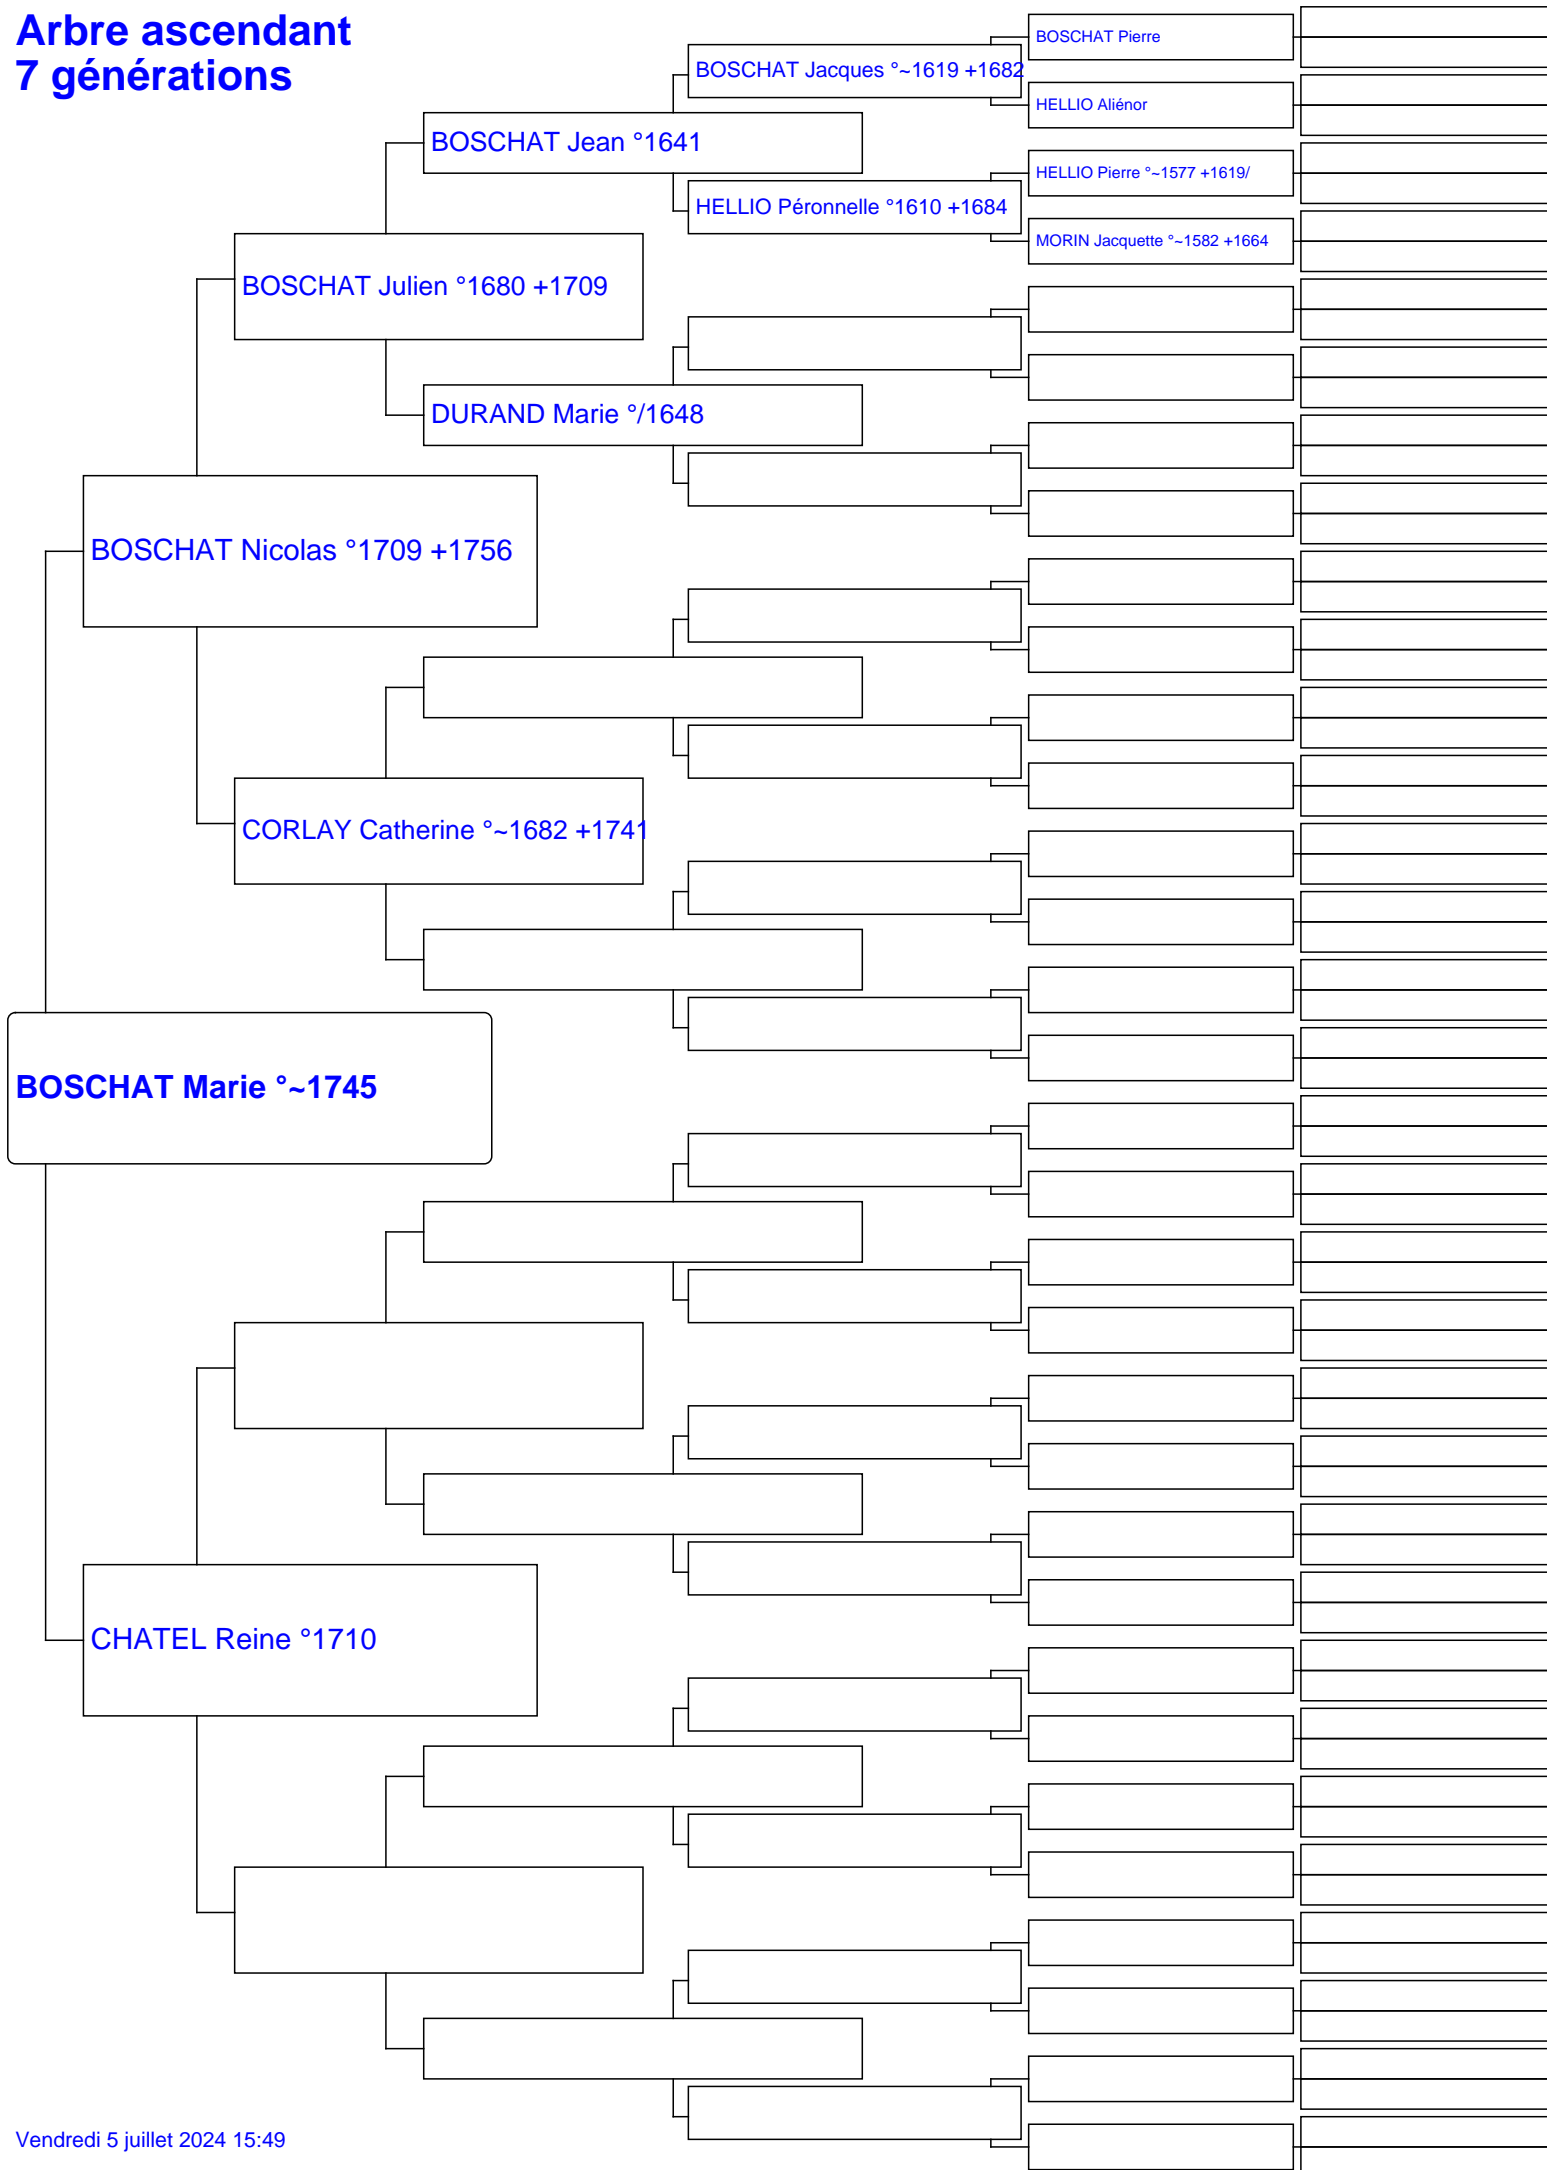 Arbre ascendant
7 générations
BOSCHAT Pierre
BOSCHAT Jacques °~1619 +1682
HELLIO Aliénor
BOSCHAT Jean °1641
HELLIO Pierre °~1577 +1619/
HELLIO Péronnelle °1610 +1684
MORIN Jacquette °~1582 +1664
BOSCHAT Julien °1680 +1709
DURAND Marie °/1648
BOSCHAT Nicolas °1709 +1756
CORLAY Catherine °~1682 +1741
BOSCHAT Marie °~1745
CHATEL Reine °1710
Vendredi 5 juillet 2024 15:49